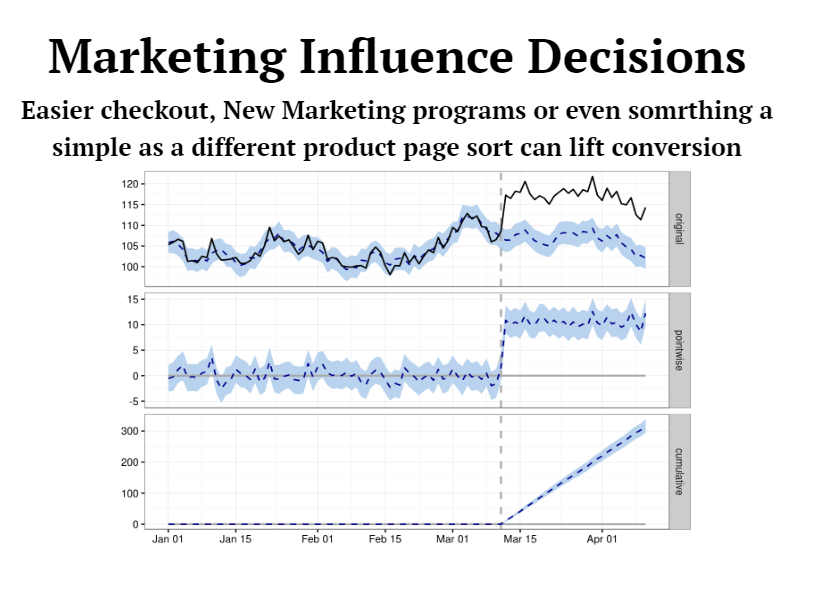 Marketing Influence Decisions
Easier checkout, New Marketing programs or even somrthing a
simple as a different product page sort can lift conversion
120
115
110
105
100
original
15
10
5
0
-5
pointwise
300
200
100
0
cumulative
Jan 01 Jan 15 Feb 01 Feb 15 Mar 01 Mar 15 Apr 01